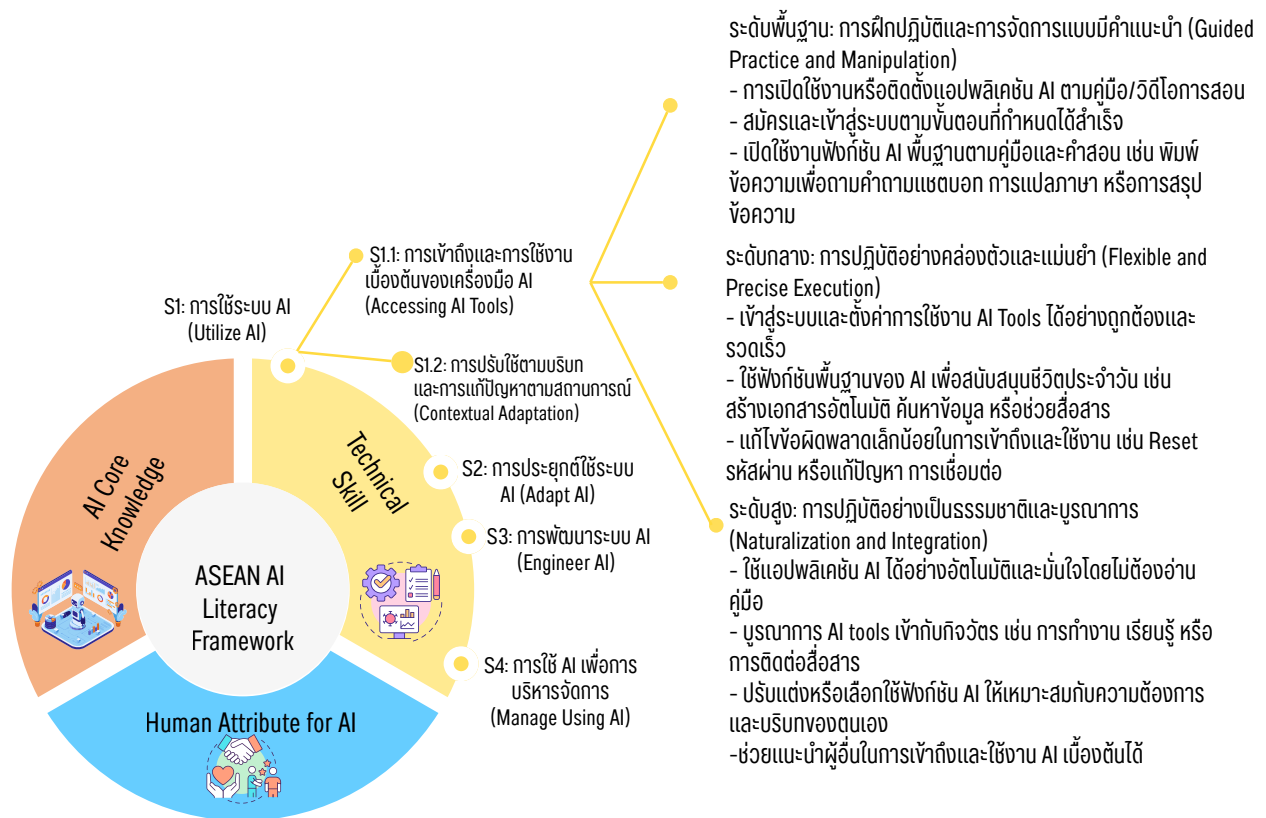 ระดับพื้นฐาน: การฝึกปฏิบัติและการจัดการแบบมีคำแนะนำ (Guided
Practice and Manipulation)
- การเปิดใช้งานหรือติดตั้งแอปพลิเคชัน AI ตามคู่มือ/วิดีโอการสอน
- สมัครและเข้าสู่ระบบตามขั้นตอนที่กำหนดได้สำเร็จ
- เปิดใช้งานฟังก์ชัน AI พื้นฐานตามคู่มือและคำสอน เช่น พิมพ์
ข้อความเพื่อถามคำถามแชตบอท การแปลภาษา หรือการสรุป
ข้อความ
ระดับกลาง: การปฏิบัติอย่างคล่องตัวและแม่นยำ (Flexible and
Precise Execution)
- เข้าสู่ระบบและตั้งค่าการใช้งาน AI Tools ได้อย่างถูกต้องและ
รวดเร็ว
- ใช้ฟังก์ชันพื้นฐานของ AI เพื่อสนับสนุนชีวิตประจำวัน เช่น
สร้างเอกสารอัตโนมัติ ค้นหาข้อมูล หรือช่วยสื่อสาร
- แก้ไขข้อผิดพลาดเล็กน้อยในการเข้าถึงและใช้งาน เช่น Reset
รหัสผ่าน หรือแก้ปัญหา การเชื่อมต่อ
ระดับสูง: การปฏิบัติอย่างเป็นธรรมชาติและบูรณาการ
(Naturalization and Integration)
- ใช้แอปพลิเคชัน AI ได้อย่างอัตโนมัติและมั่นใจโดยไม่ต้องอ่าน
คู่มือ
- บูรณาการ AI tools เข้ากับกิจวัตร เช่น การทำงาน เรียนรู้ หรือ
การติดต่อสื่อสาร
- ปรับแต่งหรือเลือกใช้ฟังก์ชัน AI ให้เหมาะสมกับความต้องการ
และบริบทของตนเอง
-ช่วยแนะนำผู้อื่นในการเข้าถึงและใช้งาน AI เบื้องต้นได้
S1.1: การเข้าถึงและการใช้งาน
เบื้องต้นของเครื่องมือ AI
(Accessing AI Tools)
S1: การใช้ระบบ AI
(Utilize AI)
S1.2: การปรับใช้ตามบริบท
และการแก้ปัญหาตามสถานการณ์
(Contextual Adaptation)
S2: การประยุกต์ใช้ระบบ
AI (Adapt AI)
S3: การพัฒนาระบบ AI
(Engineer AI)
S4: การใช้ AI เพื่อการ
บริหารจัดการ
(Manage Using AI)
AI Core
Knowledge
Technical
Skill
ASEAN AI
Literacy
Framework
Human Attribute for AI